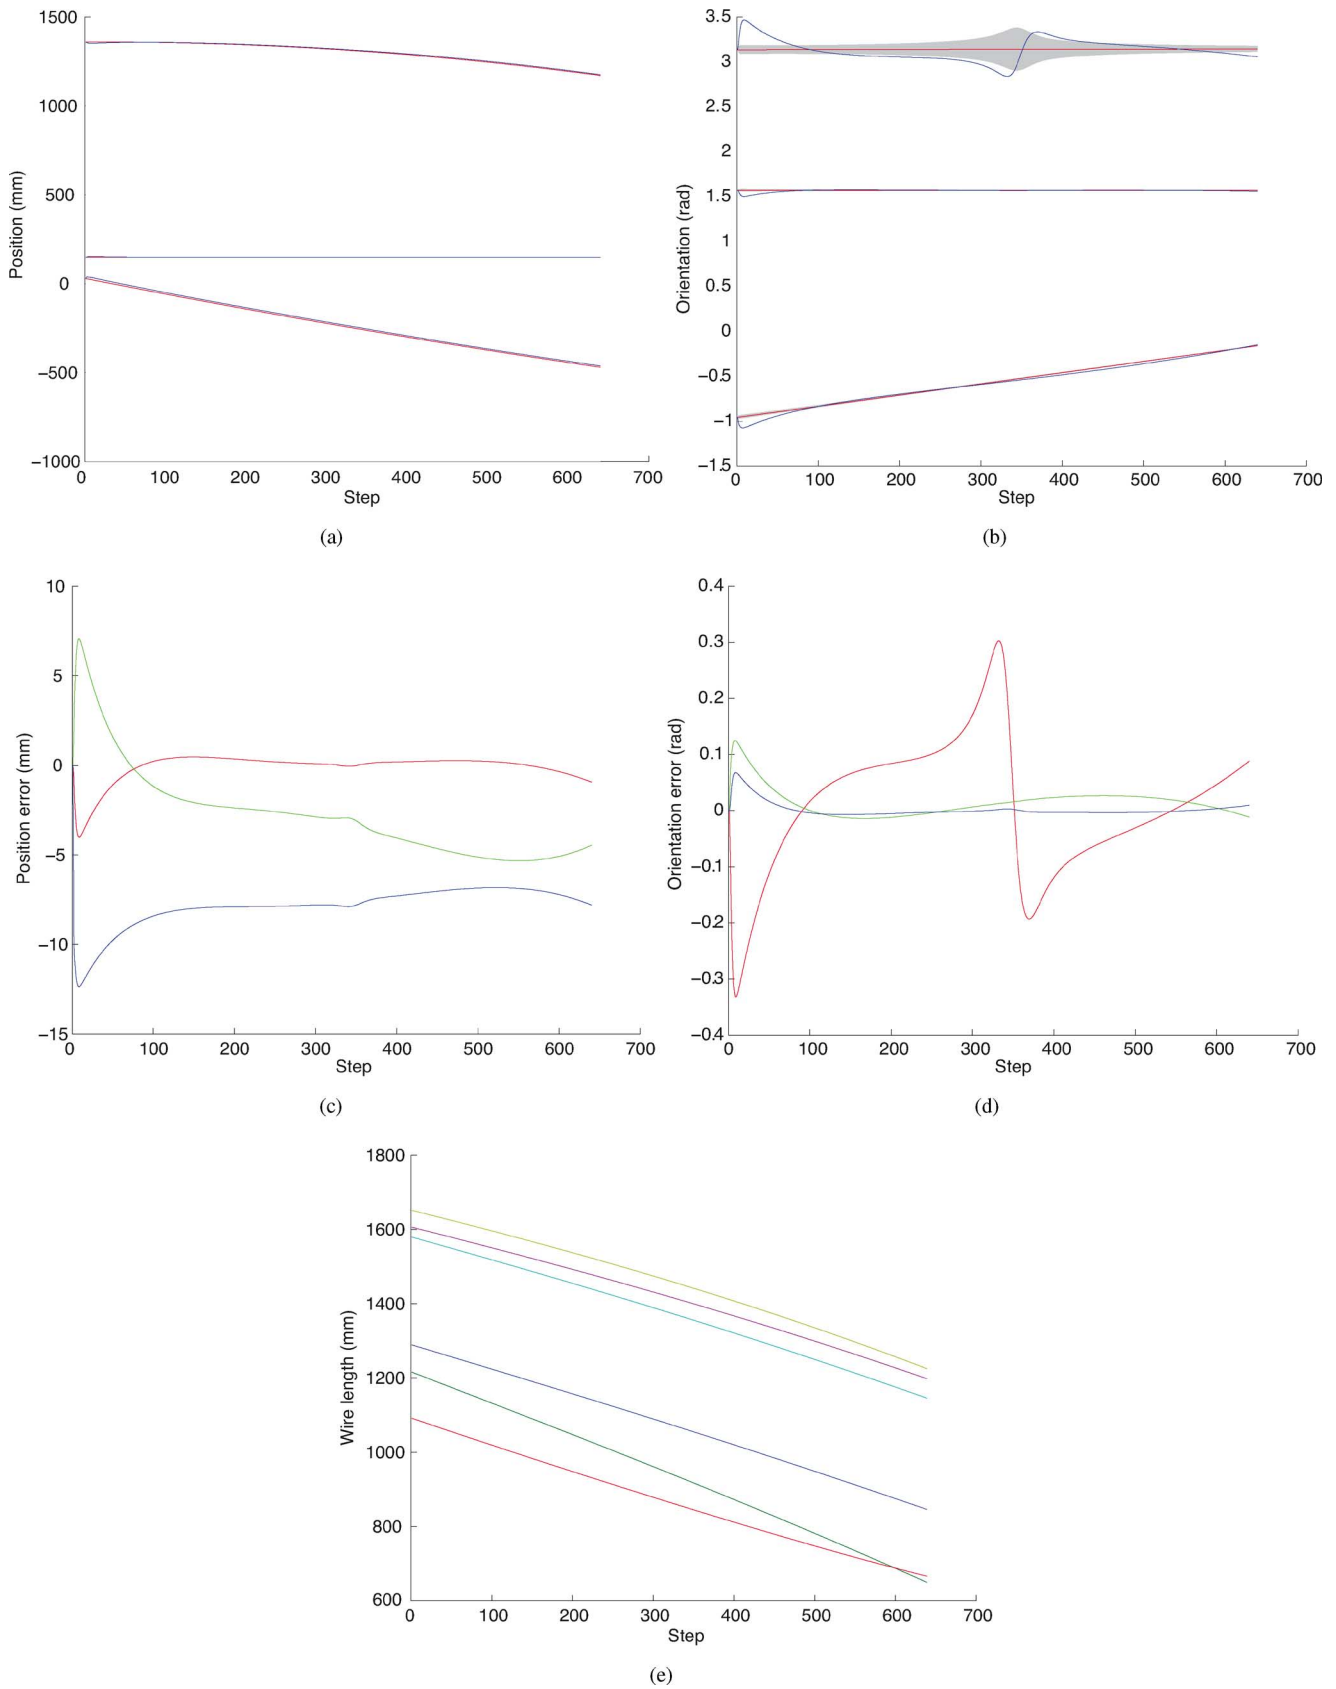 1500
1000
500
0
−500
−1000
Position (mm)
0 100 200 300 400 500 600 700
Step
(a)
3.5
3
2.5
2
1.5
1
0.5
0
−0.5
−1
−1.5
Orientation (rad)
0 100 200 300 400 500 600 700
Step
(b)
10
5
0
−5
−10
−15
Position error (mm)
0 100 200 300 400 500 600 700
Step
(c)
0.4
0.3
0.2
0.1
0
−0.1
−0.2
−0.3
−0.4
Orientation error (rad)
0 100 200 300 400 500 600 700
Step
(d)
1800
1600
1400
1200
1000
800
600
Wire length (mm)
0 100 200 300 400 500 600 700
Step
(e)